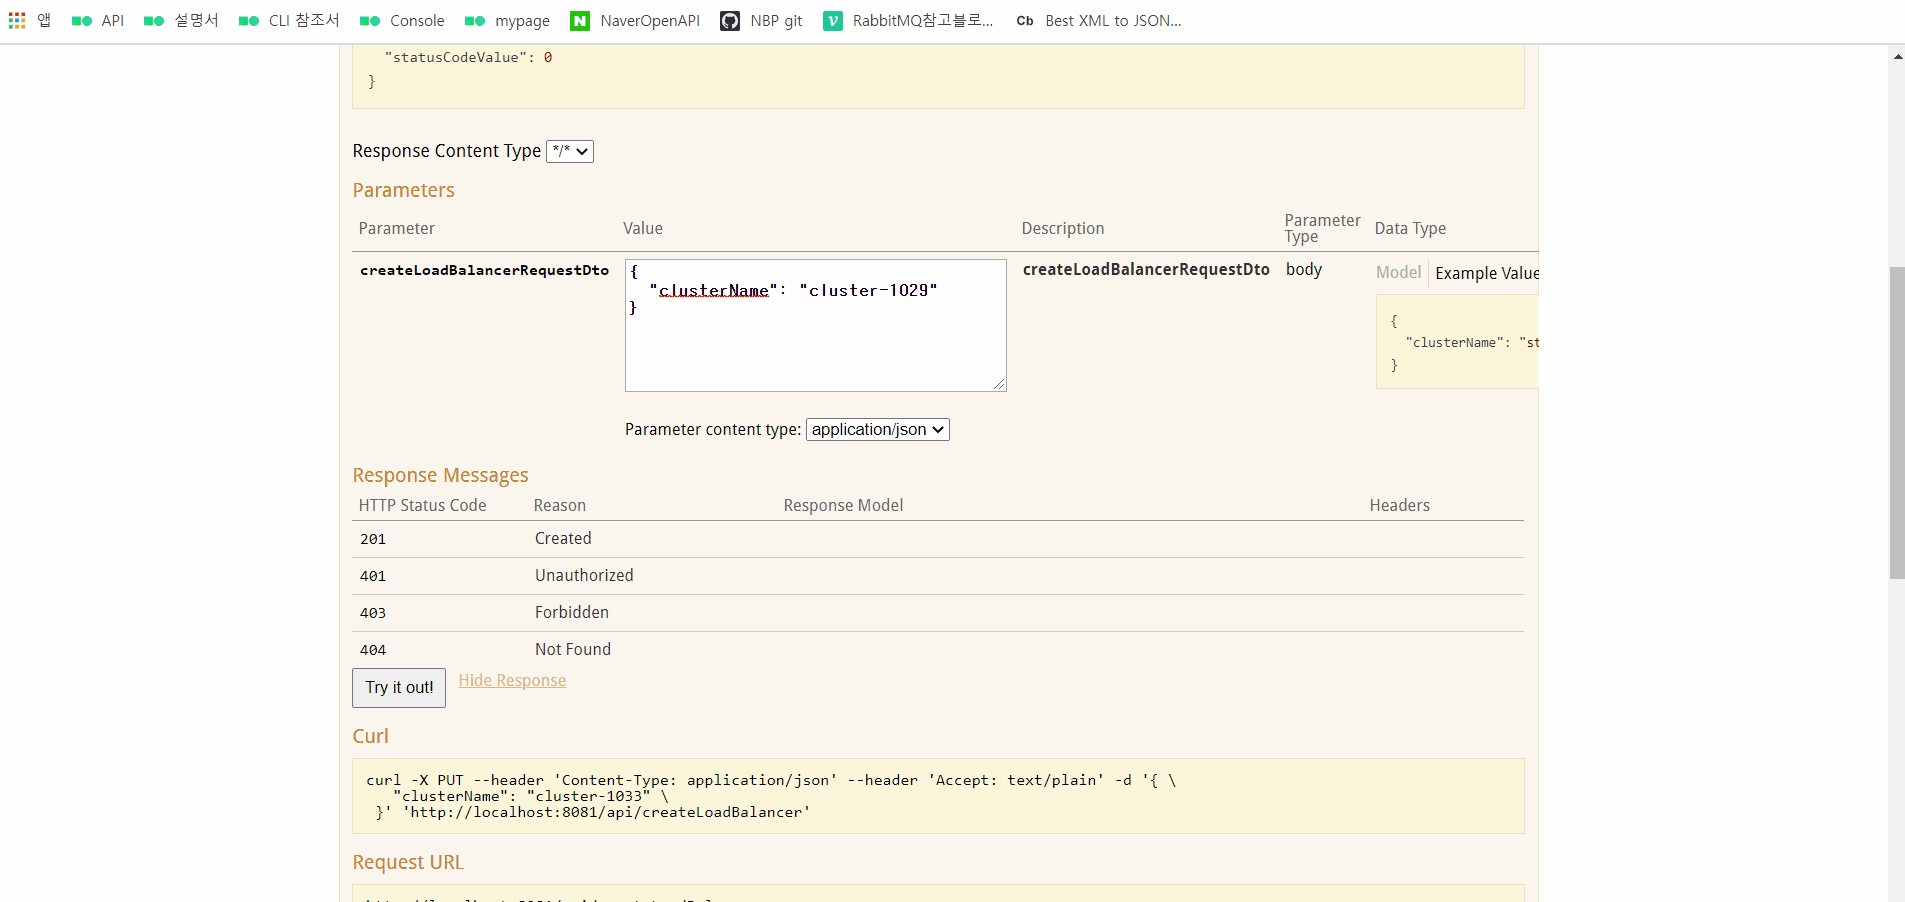 앱 API 설명서 CLI 참조서 Console mypage N NaverOpenAPI NBP git v RabbitMQ참고블로... Cb Best XML to JSON...
"statusCodeValue": 0
}
Response Content Type */*
Parameters
Parameter Value Description Parameter Type Data Type
createLoadBalancerRequestDto
{
"clusterName": "cluster-1029"
}
createLoadBalancerRequestDto body Model Example Value
{
"clusterName": "st
}
Parameter content type: application/json
Response Messages
HTTP Status Code Reason Response Model Headers
201 Created
401 Unauthorized
403 Forbidden
404 Not Found
Try it out! Hide Response
Curl
curl -X PUT --header 'Content-Type: application/json' --header 'Accept: text/plain' -d '{ \
"clusterName": "cluster-1033" \
}' 'http://localhost:8081/api/createLoadBalancer'
Request URL